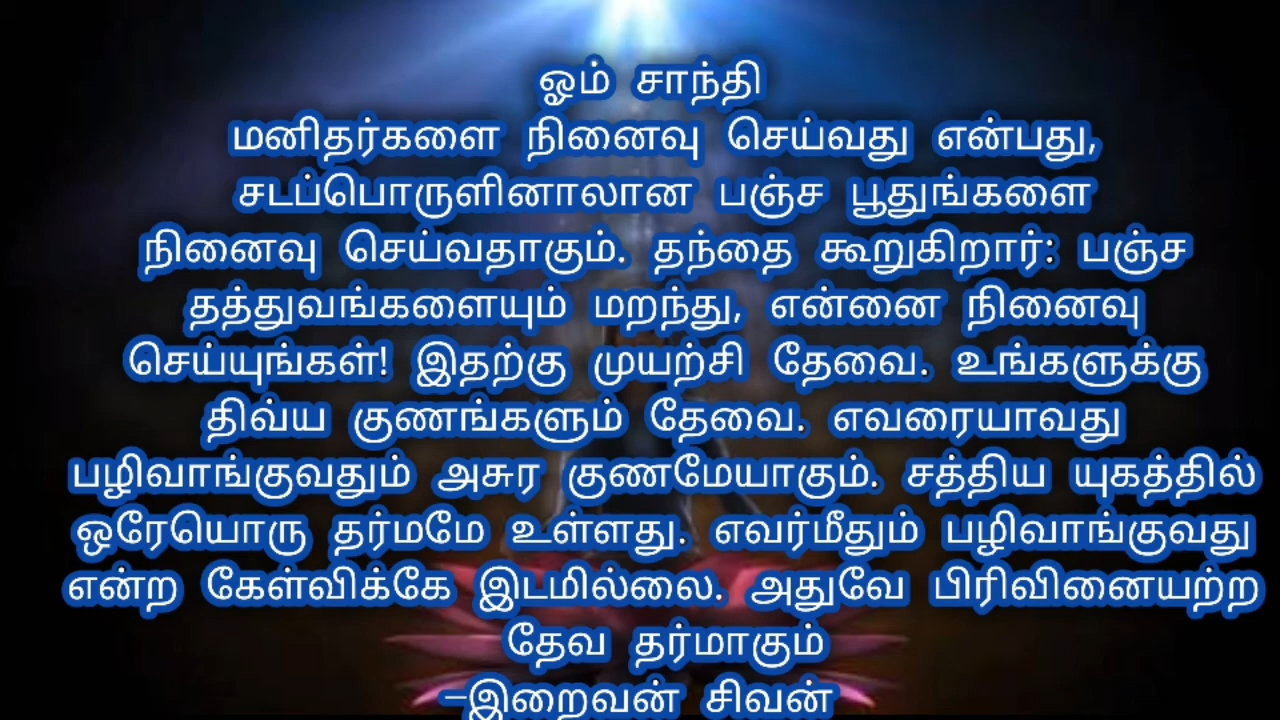 ஓம் சாந்தி
மனிதர்களை நினைவு செய்வது என்பது,
சடப்பொருளினாலான பஞ்ச பூதுங்களை
நினைவு செய்வதாகும். தந்தை கூறுகிறார்: பஞ்ச
தத்துவங்களையும் மறந்து, என்னை நினைவு
செய்யுங்கள்! இதற்கு முயற்சி தேவை. உங்களுக்கு
திவ்ய குணங்களும் தேவை. எவரையாவது
பழிவாங்குவதும் அசுர குணமேயாகும். சத்திய யுகத்தில்
ஒரேயொரு தர்மமே உள்ளது. எவர்மீதும் பழிவாங்குவது
என்ற கேள்விக்கே இடமில்லை. அதுவே பிரிவினையற்ற
தேவ தர்மாகும்
–இறைவன் சிவன்